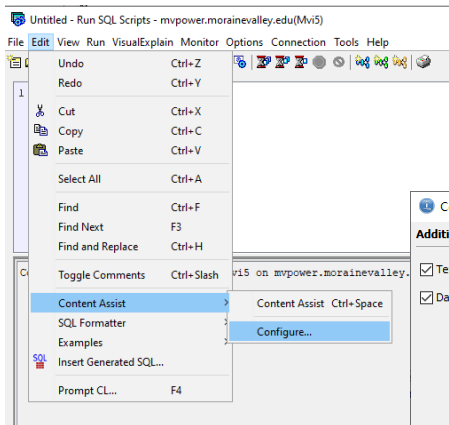 Untitled - Run SQL Scripts - mvpower.morainevalley.edu(Mvi5)
File Edit View Run VisualExplain Monitor Options Connection Tools Help
1
Undo Ctrl+Z
Redo Ctrl+Y
Cut Ctrl+X
Copy Ctrl+C
Paste Ctrl+V
Select All Ctrl+A
Find Ctrl+F
Find Next F3
Find and Replace Ctrl+H
Toggle Comments Ctrl+Slash
Content Assist
SQL Formatter
Examples
SQL Insert Generated SQL...
Prompt CL... F4
Content Assist Ctrl+Space
Configure...
vi5 on mvpower.morainevalley.
C
Additi
Te
Da